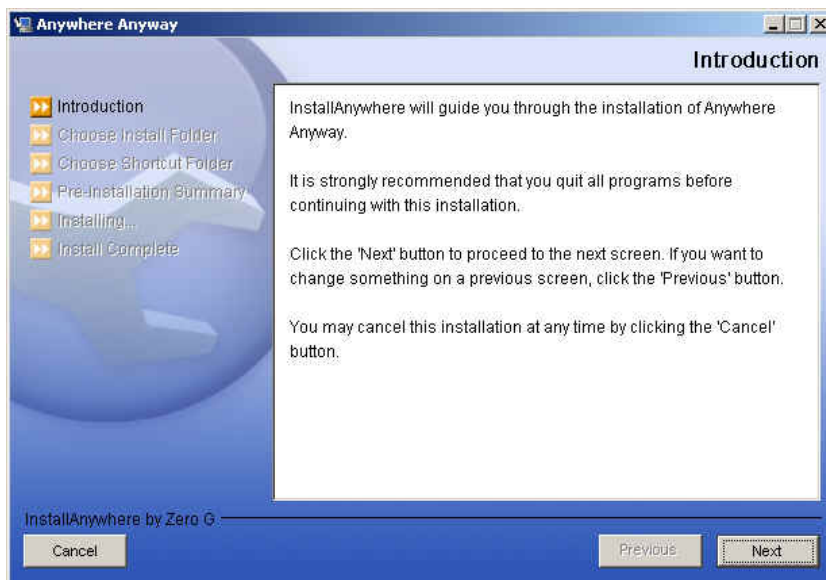 Anywhere Anyway
Introduction
Introduction
Choose Install Folder
Choose Shortcut Folder
Pre-Installation Summary
Installing...
Install Complete
InstallAnywhere will guide you through the installation of Anywhere
Anyway.
It is strongly recommended that you quit all programs before
continuing with this installation.
Click the 'Next' button to proceed to the next screen. If you want to
change something on a previous screen, click the 'Previous' button.
You may cancel this installation at any time by clicking the 'Cancel'
button.
InstallAnywhere by Zero G
Cancel
Previous
Next